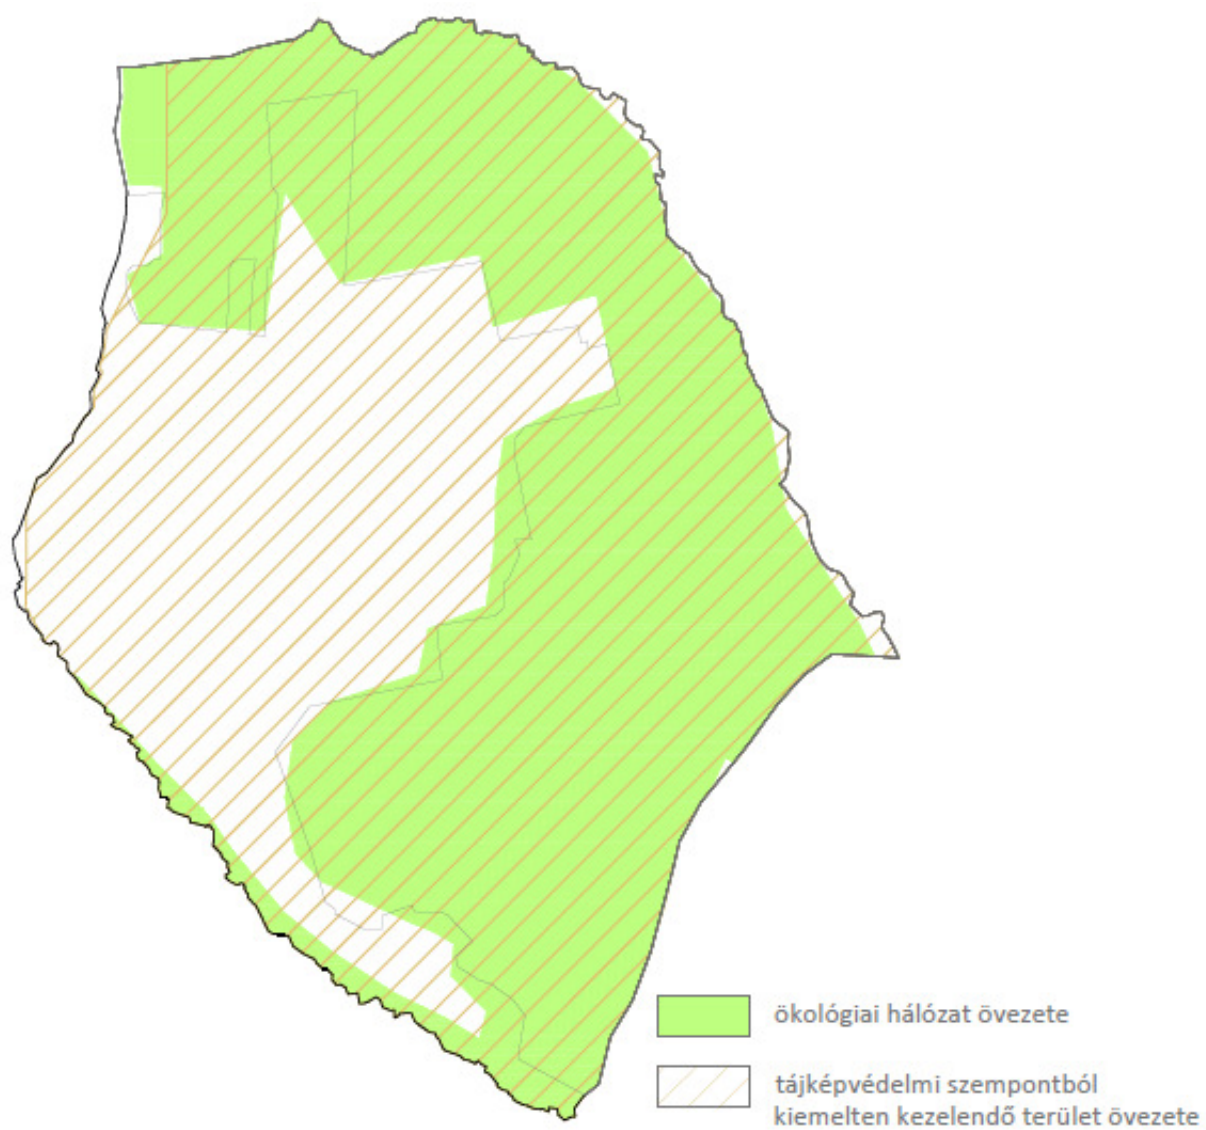 ökológiai hálózat övezete
tájképvédelmi szempontból
kiemelten kezelendő terület övezete